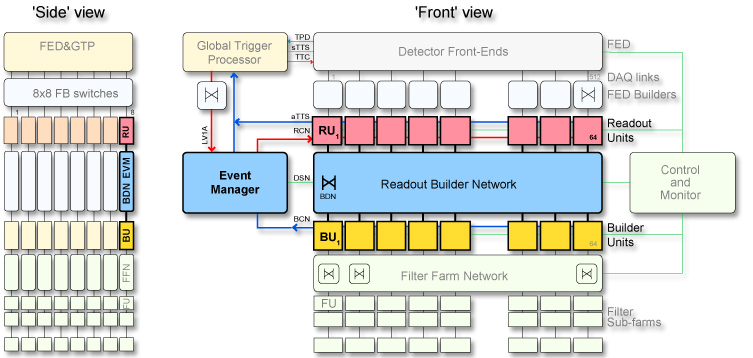 'Side' view
FED&GTP
8x8 FB switches
1 8
RU
BDN EVM
BU
FFN
FU
'Front' view
Global Trigger
Processor
TPD
sTTS
TTC
Detector Front-Ends
FED
1 512
DAQ links
FED Builders
LV1A
aTTS
RCN
RU1
64
Readout
Units
Event
Manager
DSN
BDN
Readout Builder Network
Control
and
Monitor
BCN
BU1
64
Builder
Units
Filter Farm Network
FU
Filter
Sub-farms